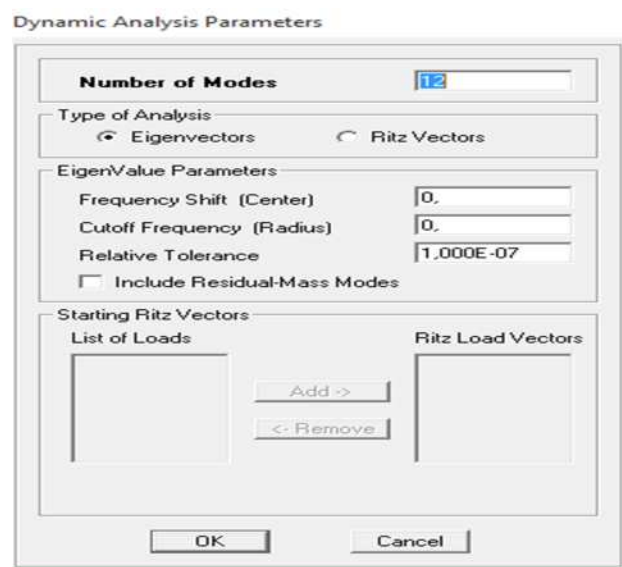 Dynamic Analysis Parameters
Number of Modes 12
Type of Analysis
Eigenvectors Ritz Vectors
EigenValue Parameters
Frequency Shift (Center) 0,
Cutoff Frequency (Radius) 0,
Relative Tolerance 1,000E-07
Include Residual-Mass Modes
Starting Ritz Vectors
List of Loads Ritz Load Vectors
Add ->
<- Remove
OK Cancel